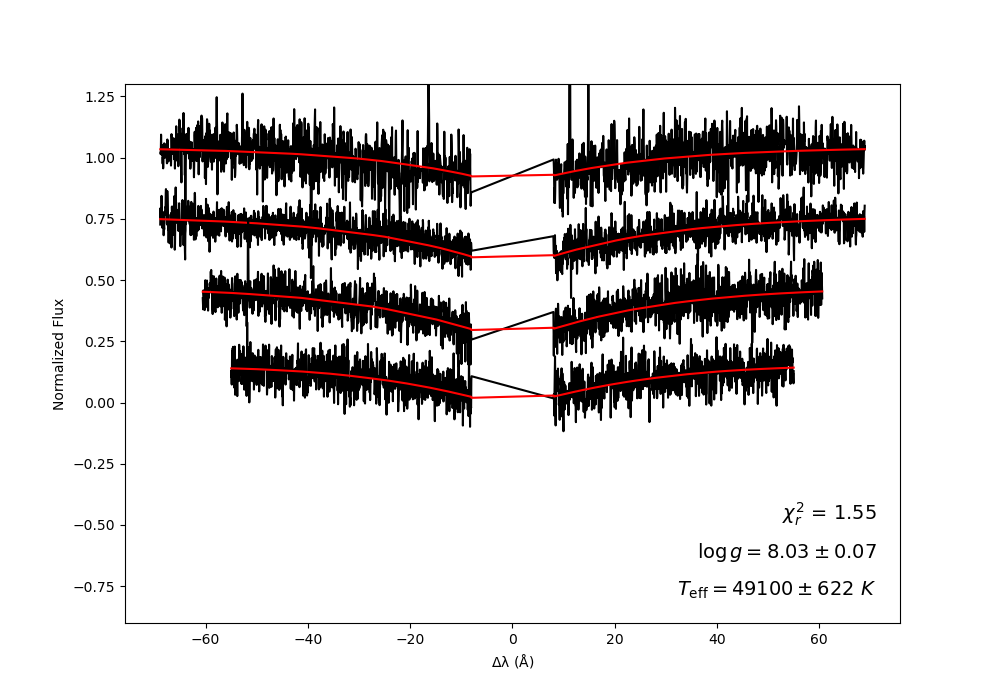 1.25
1.00
0.75
0.50
0.25
0.00
−0.25
−0.50
−0.75
Normalized Flux
χ²ᵣ = 1.55
log g = 8.03 ± 0.07
T_eff = 49100 ± 622 K
−60 −40 −20 0 20 40 60
Δλ (Å)